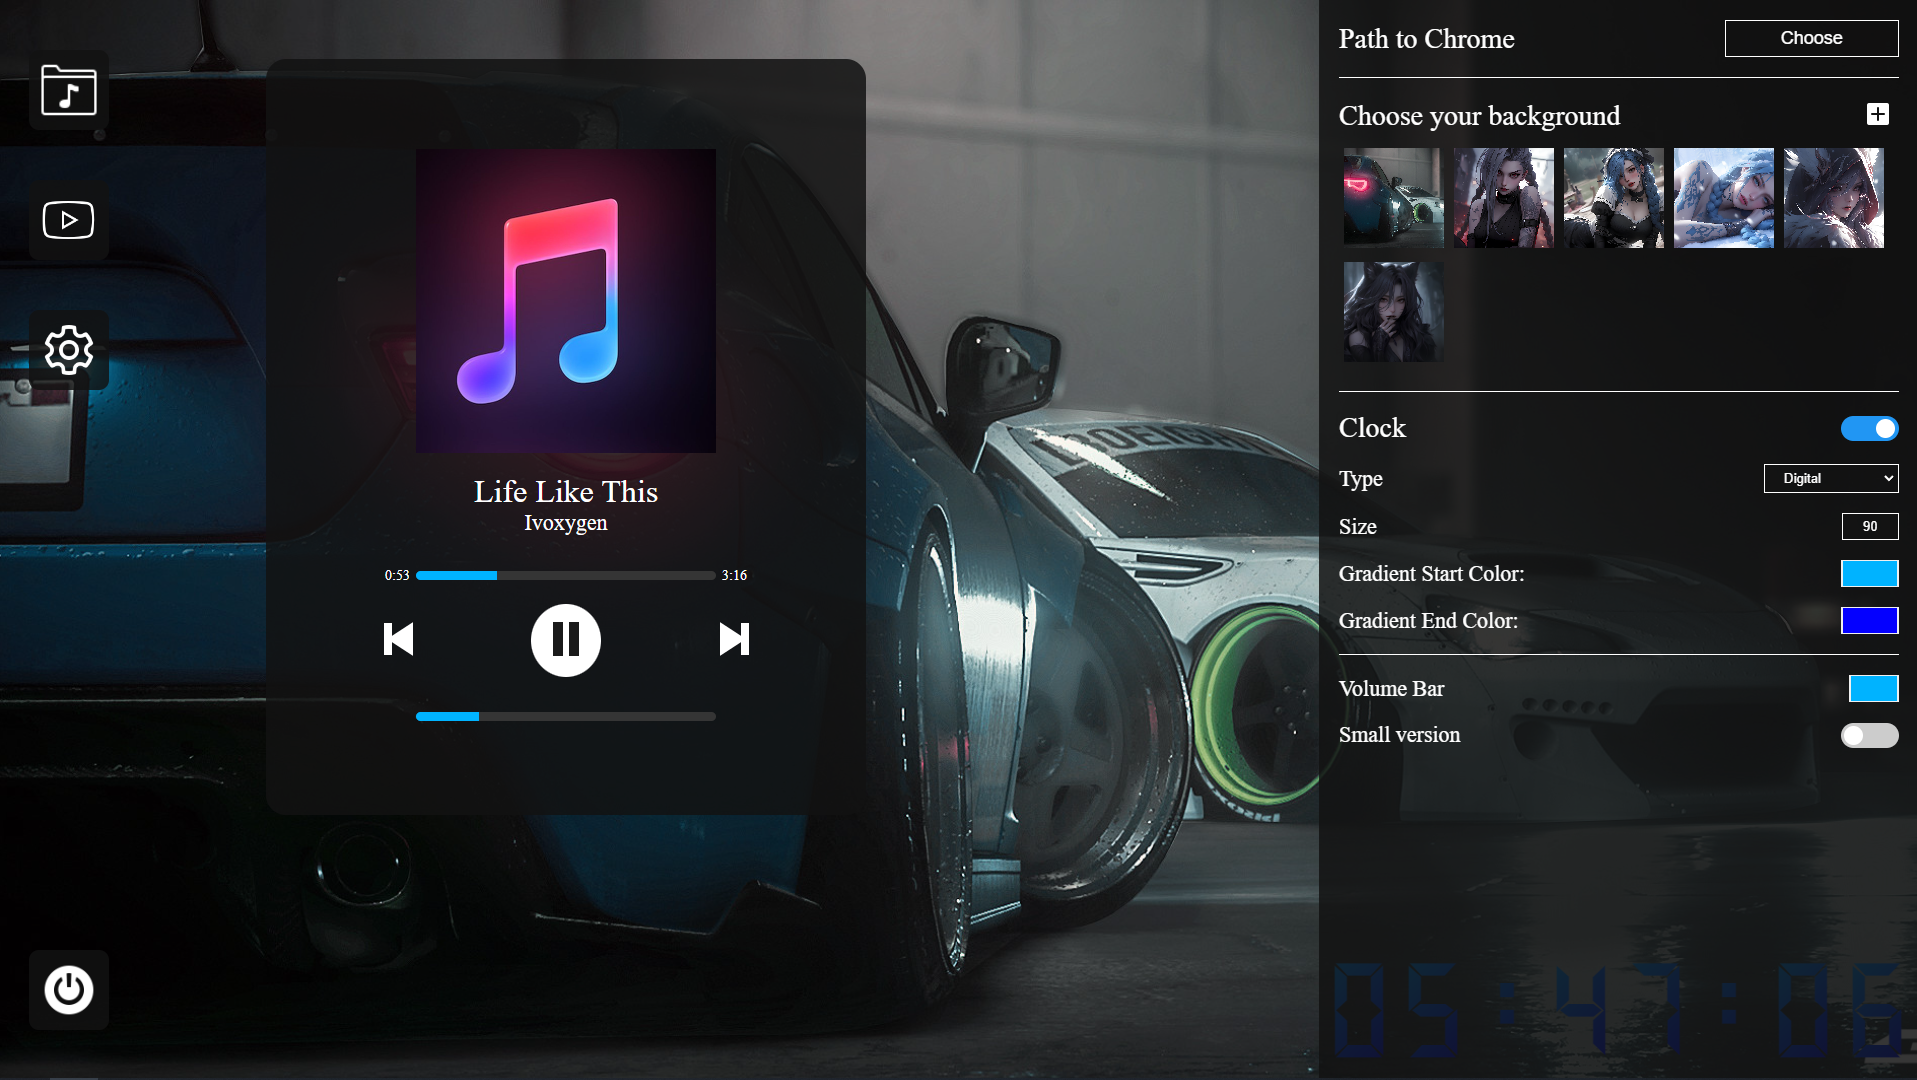 Life Like This
Ivoxygen
0:53
3:16
Path to Chrome
Choose
Choose your background
Clock
Type
Digital
Size
90
Gradient Start Color:
Gradient End Color:
Volume Bar
Small version
05:47:06